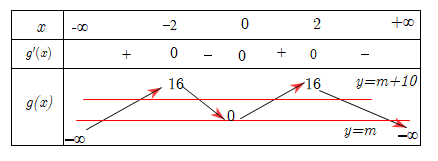 x -∞ –2 0 2 +∞
g'(x) + 0 – 0 + 0 –
16 16 y=m+10
g(x)
0
–∞ y=m –∞